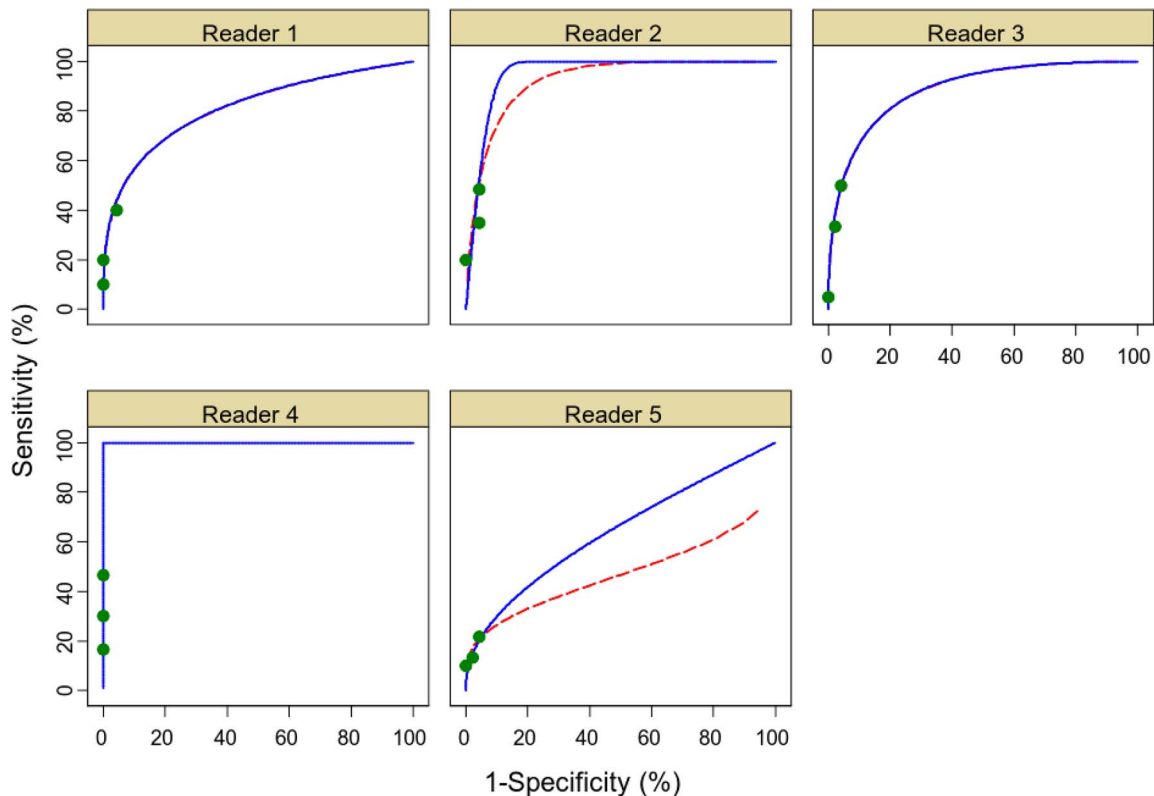 Reader 1
Reader 2
Reader 3
100
80
60
40
20
0
0 20 40 60 80 100
Reader 4
Reader 5
100
80
60
40
20
0
0 20 40 60 80 100
0 20 40 60 80 100
Sensitivity (%)
1-Specificity (%)